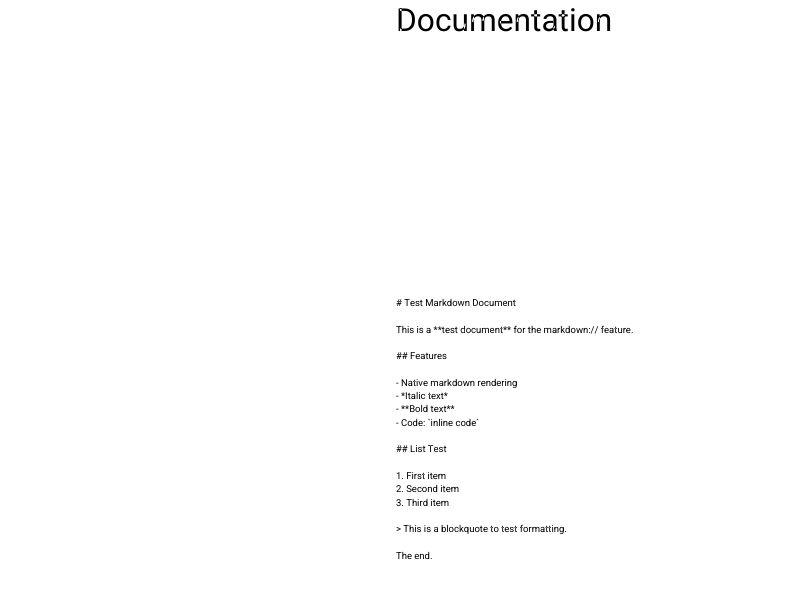 Documentation
# Test Markdown Document
This is a **test document** for the markdown:// feature.
## Features
- Native markdown rendering
- *Italic text*
- **Bold text**
- Code: `inline code`
## List Test
1. First item
2. Second item
3. Third item
> This is a blockquote to test formatting.
The end.